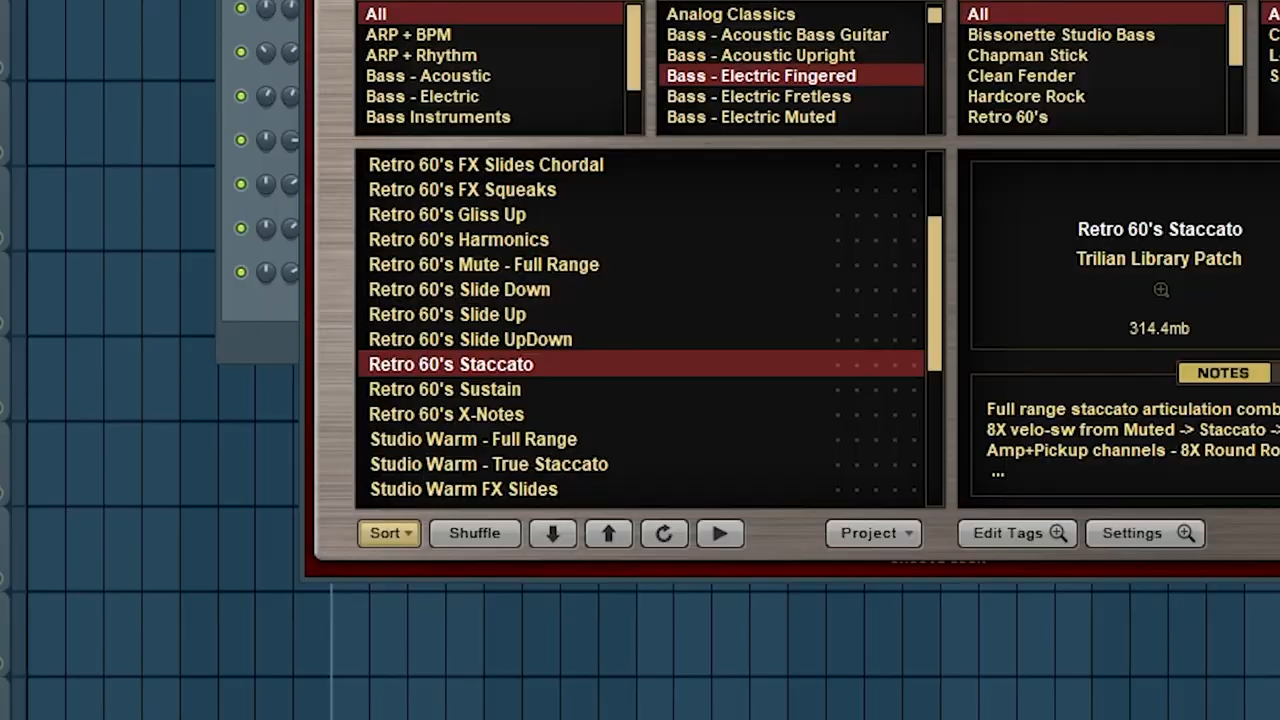 All
ARP + BPM
ARP + Rhythm
Bass - Acoustic
Bass - Electric
Bass Instruments
Analog Classics
Bass - Acoustic Bass Guitar
Bass - Acoustic Upright
Bass - Electric Fingered
Bass - Electric Fretless
Bass - Electric Muted
All
Bissonette Studio Bass
Chapman Stick
Clean Fender
Hardcore Rock
Retro 60's
Retro 60's FX Slides Chordal
Retro 60's FX Squeaks
Retro 60's Gliss Up
Retro 60's Harmonics
Retro 60's Mute - Full Range
Retro 60's Slide Down
Retro 60's Slide Up
Retro 60's Slide UpDown
Retro 60's Staccato
Retro 60's Sustain
Retro 60's X-Notes
Studio Warm - Full Range
Studio Warm - True Staccato
Studio Warm FX Slides
Retro 60's Staccato
Trilian Library Patch
314.4mb
NOTES
Full range staccato articulation comb
8X velo-sw from Muted -> Staccato -
Amp+Pickup channels - 8X Round Ro
...
Sort
Shuffle
Project
Edit Tags
Settings